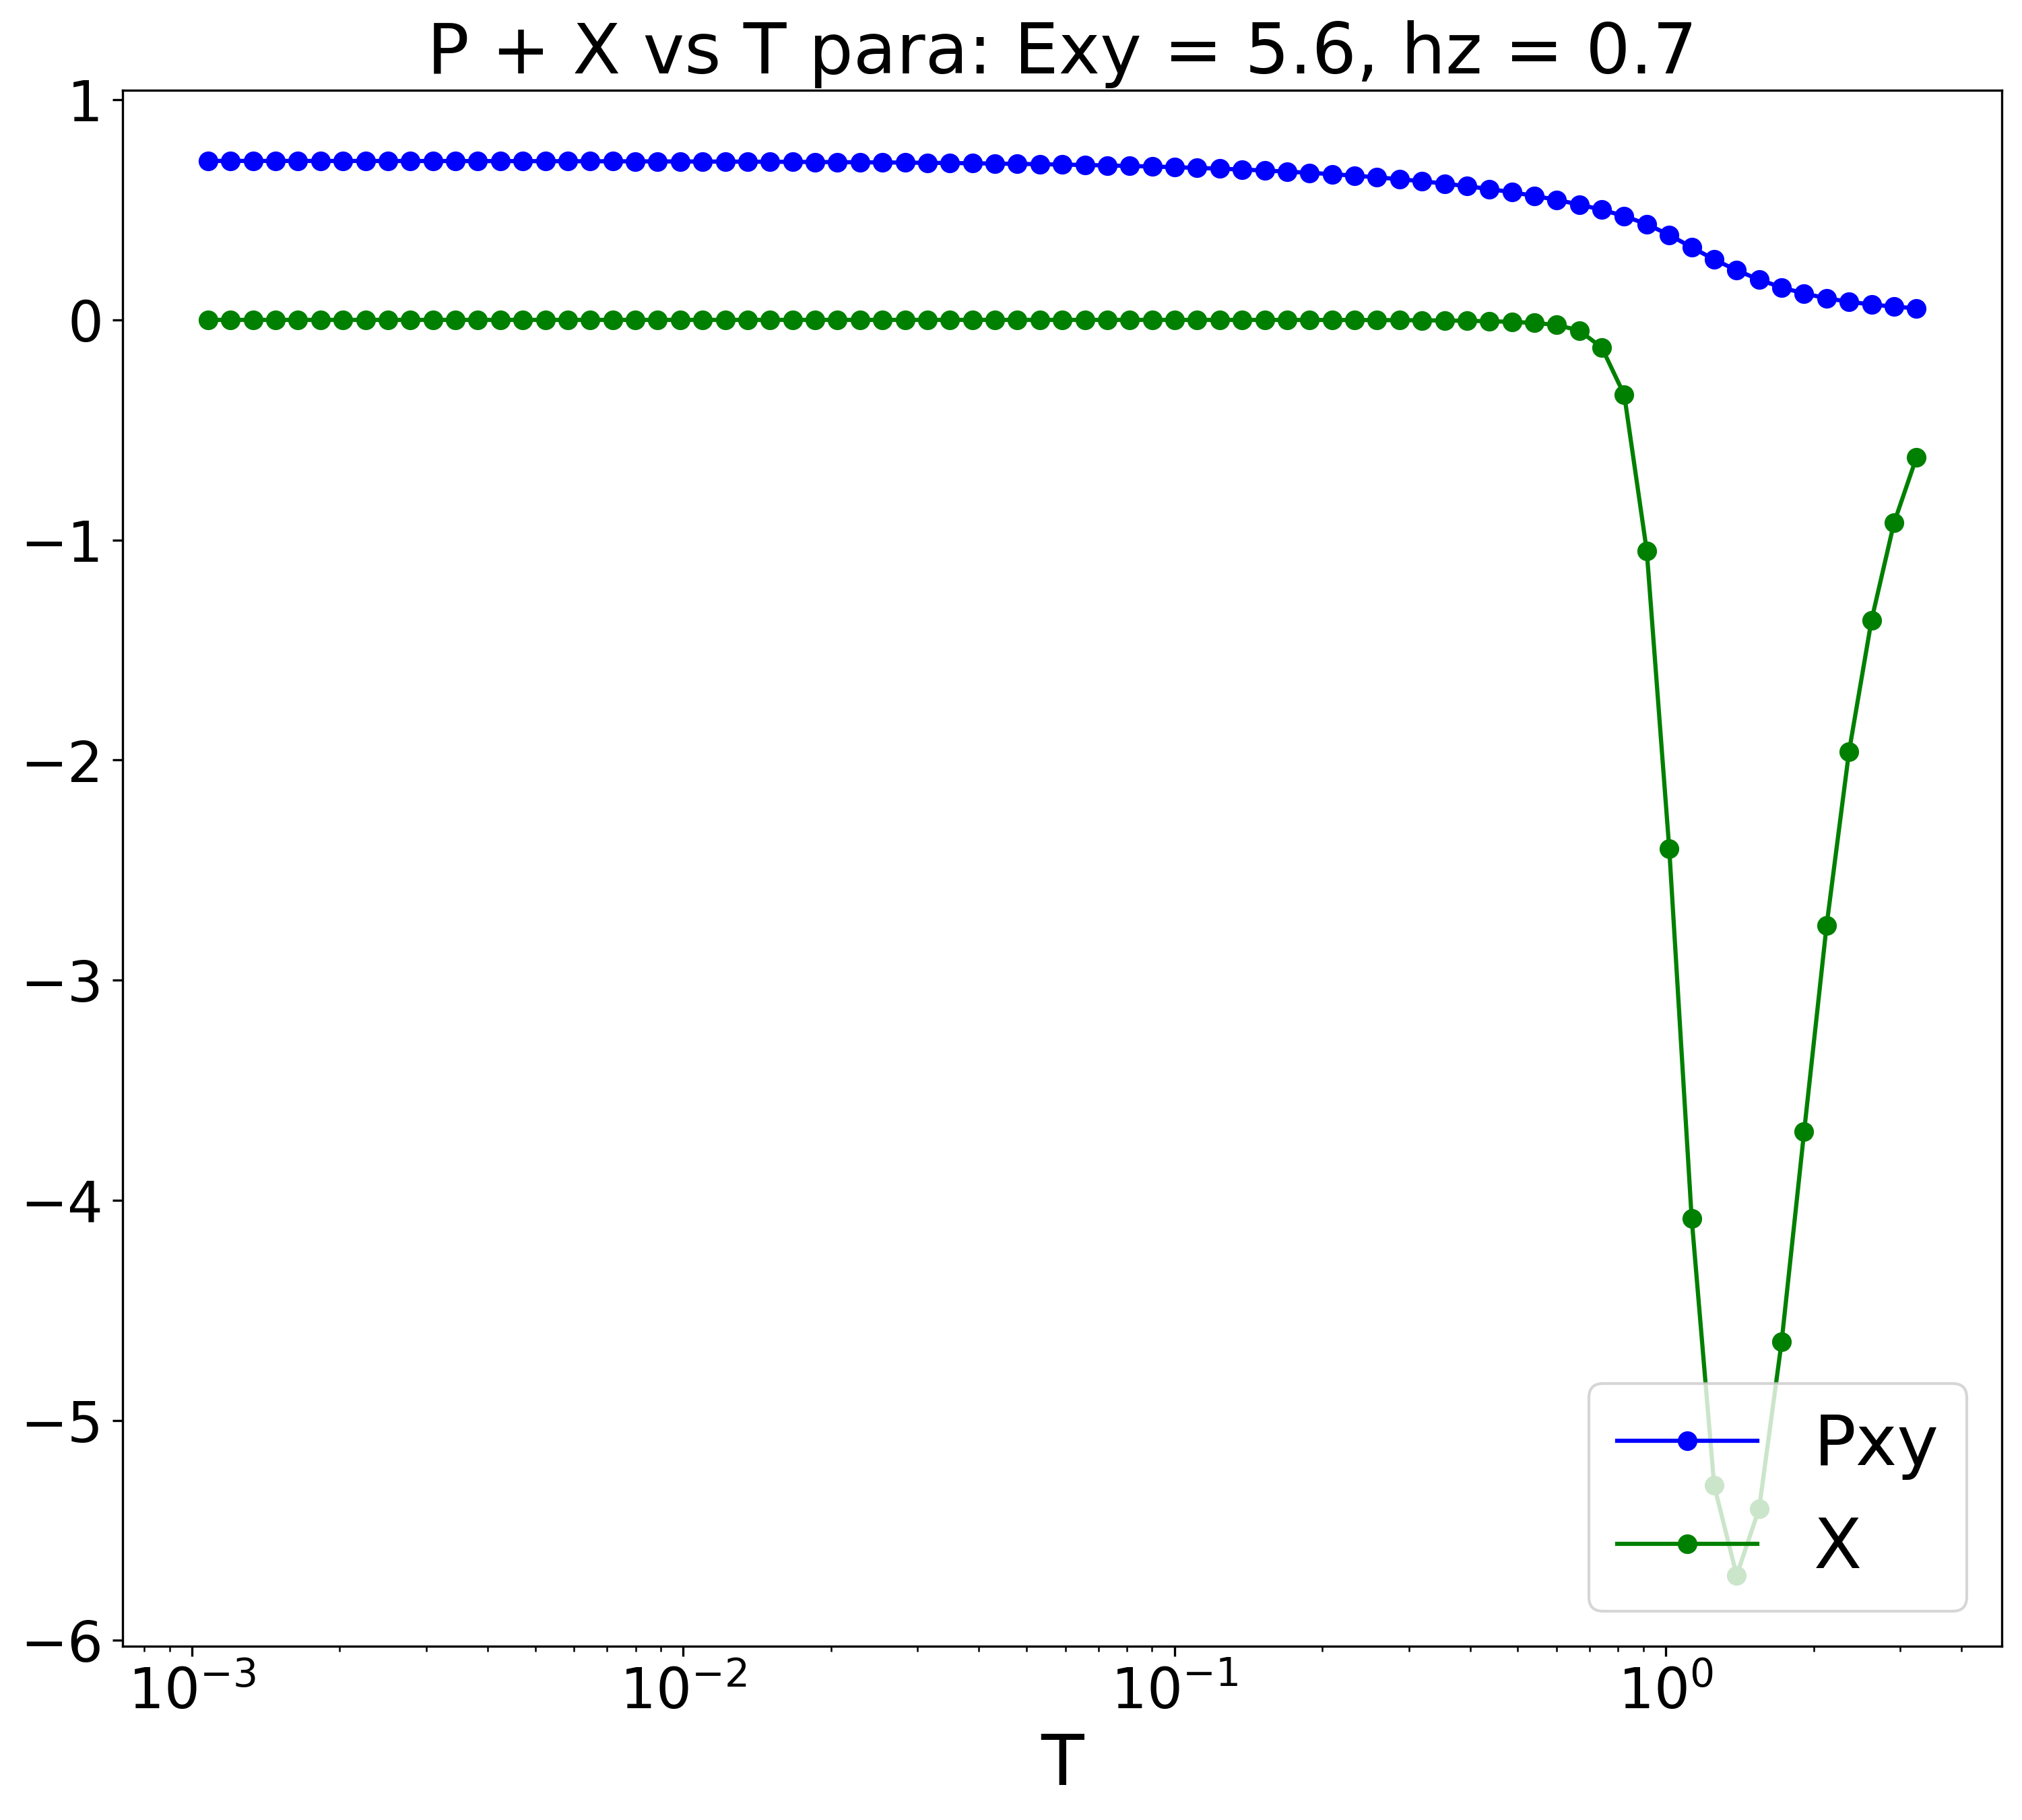 P + X vs T para: Exy = 5.6, hz = 0.7
1
0
−1
−2
−3
−4
−5
−6
10⁻³ 10⁻² 10⁻¹ 10⁰
T
Pxy
X